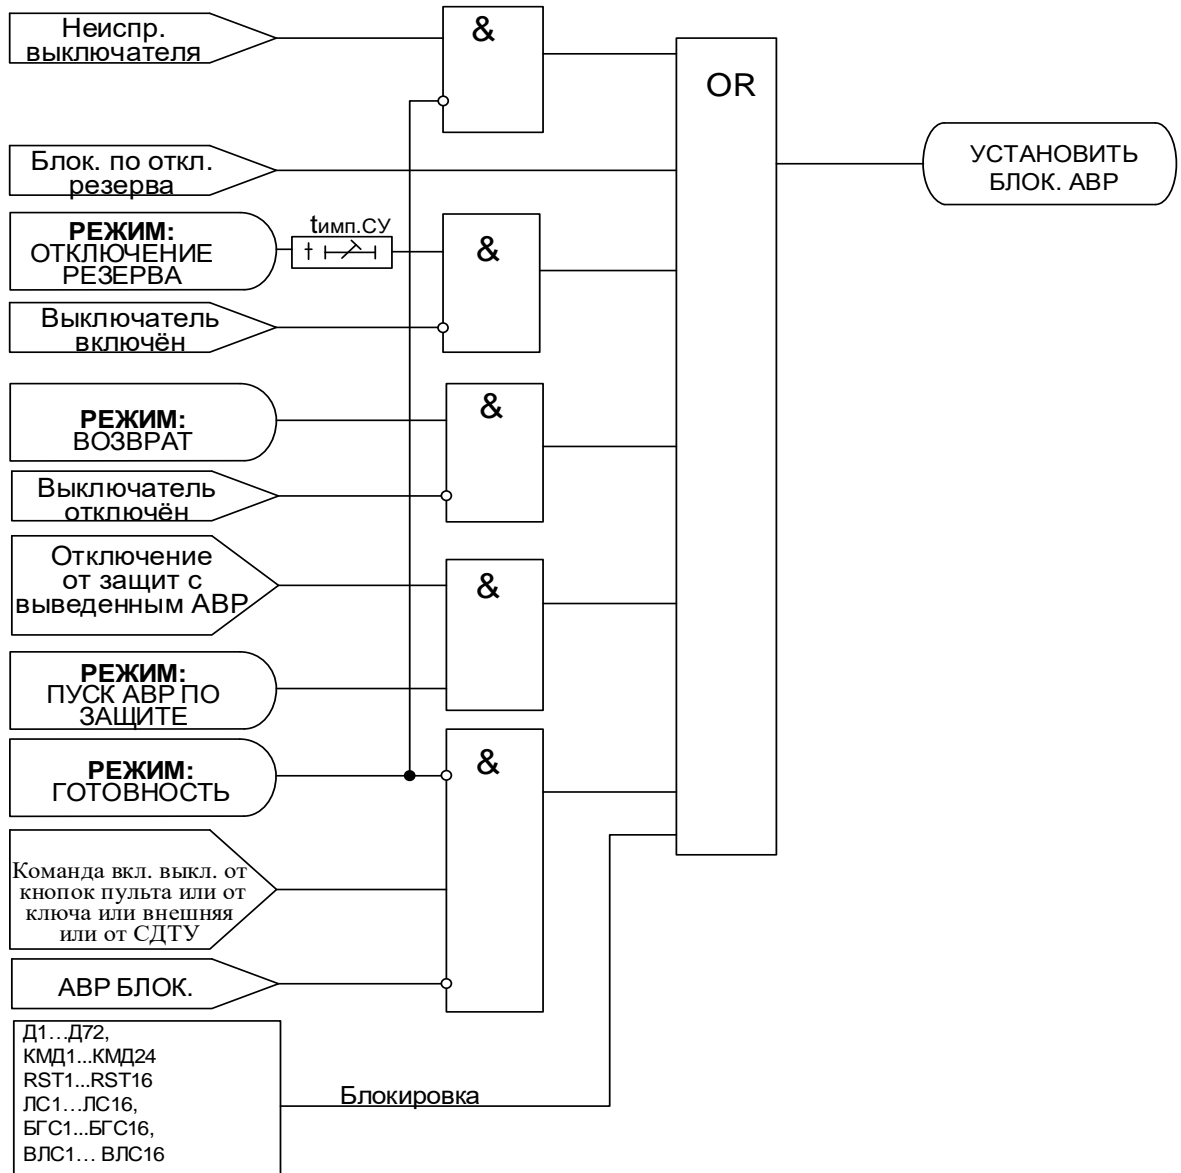 Неиспр.
выключателя
&
OR
Блок. по откл.
резерва
УСТАНОВИТЬ
БЛОК. АВР
РЕЖИМ:
ОТКЛЮЧЕНИЕ
РЕЗЕРВА
tимп.СУ
&
Выключатель
включён
РЕЖИМ:
ВОЗВРАТ
&
Выключатель
отключён
Отключение
от защит с
выведенным АВР
&
РЕЖИМ:
ПУСК АВР ПО
ЗАЩИТЕ
РЕЖИМ:
ГОТОВНОСТЬ
&
Команда вкл. выкл. от
кнопок пульта или от
ключа или внешняя
или от СДТУ
АВР БЛОК.
Д1…Д72,
КМД1...КМД24
RST1...RST16
ЛС1…ЛС16,
БГС1...БГС16,
ВЛС1… ВЛС16
Блокировка